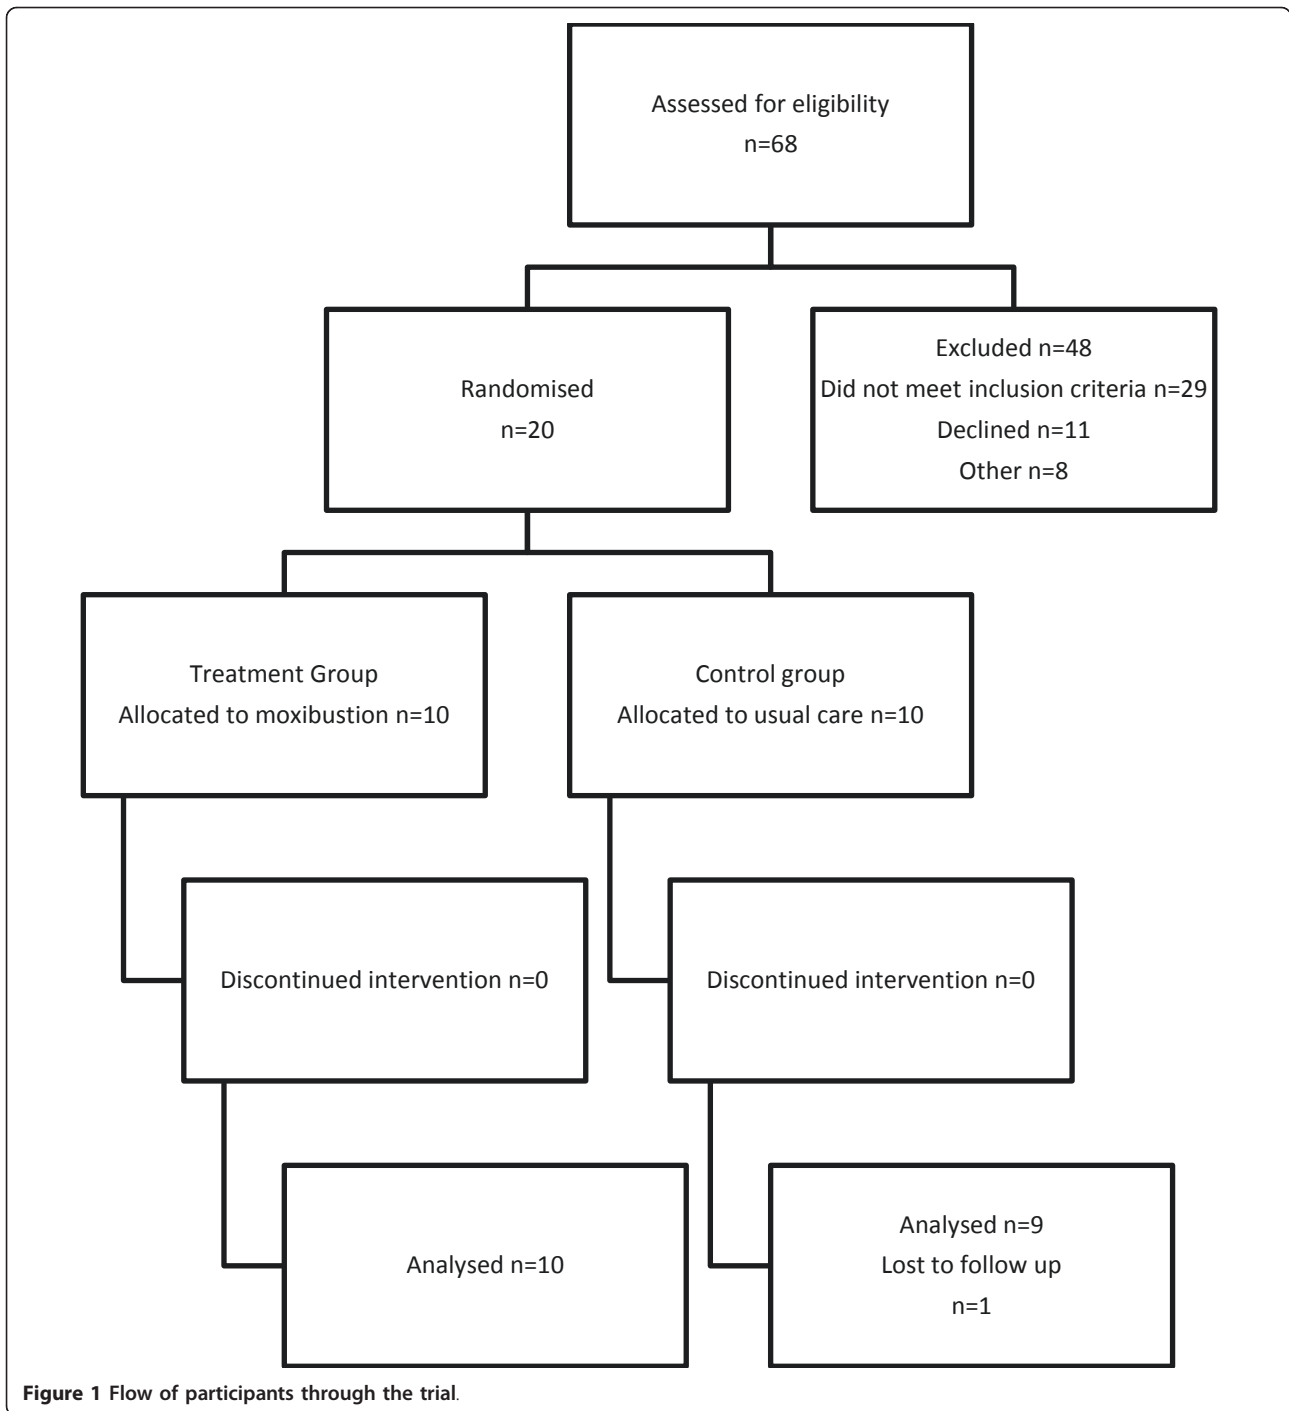 Assessed for eligibility
n=68
Randomised
n=20
Excluded n=48
Did not meet inclusion criteria n=29
Declined n=11
Other n=8
Treatment Group
Allocated to moxibustion n=10
Control group
Allocated to usual care n=10
Discontinued intervention n=0
Discontinued intervention n=0
Analysed n=10
Analysed n=9
Lost to follow up
n=1
Figure 1 Flow of participants through the trial.